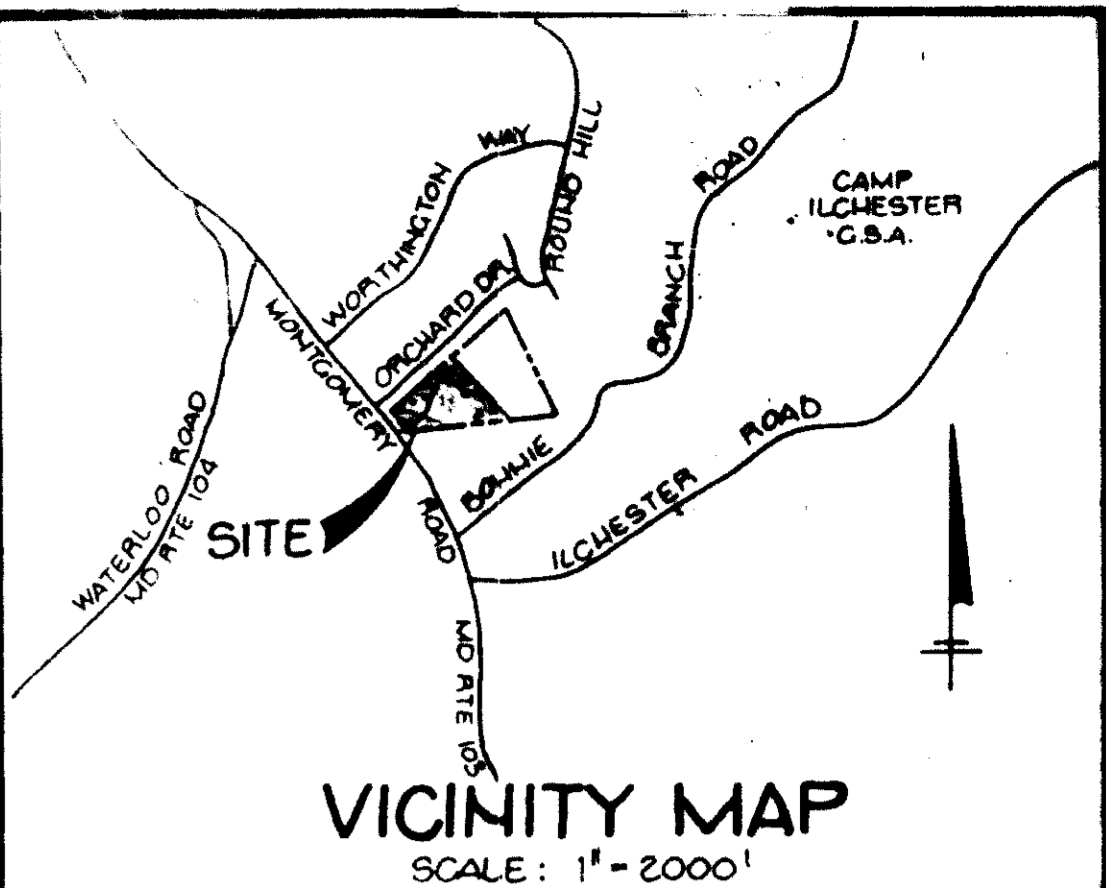 WORTHINGTON WAY
ROUND HILL
ROAD
CAMP
ILCHESTER
G.S.A.
ORCHARD DR.
MONTGOMERY
BRANCH
WATERLOO ROAD
MD RTE 104
SITE
ROAD
BONNIE
ILCHESTER ROAD
MD RTE 103
VICINITY MAP
SCALE: 1"-2000'